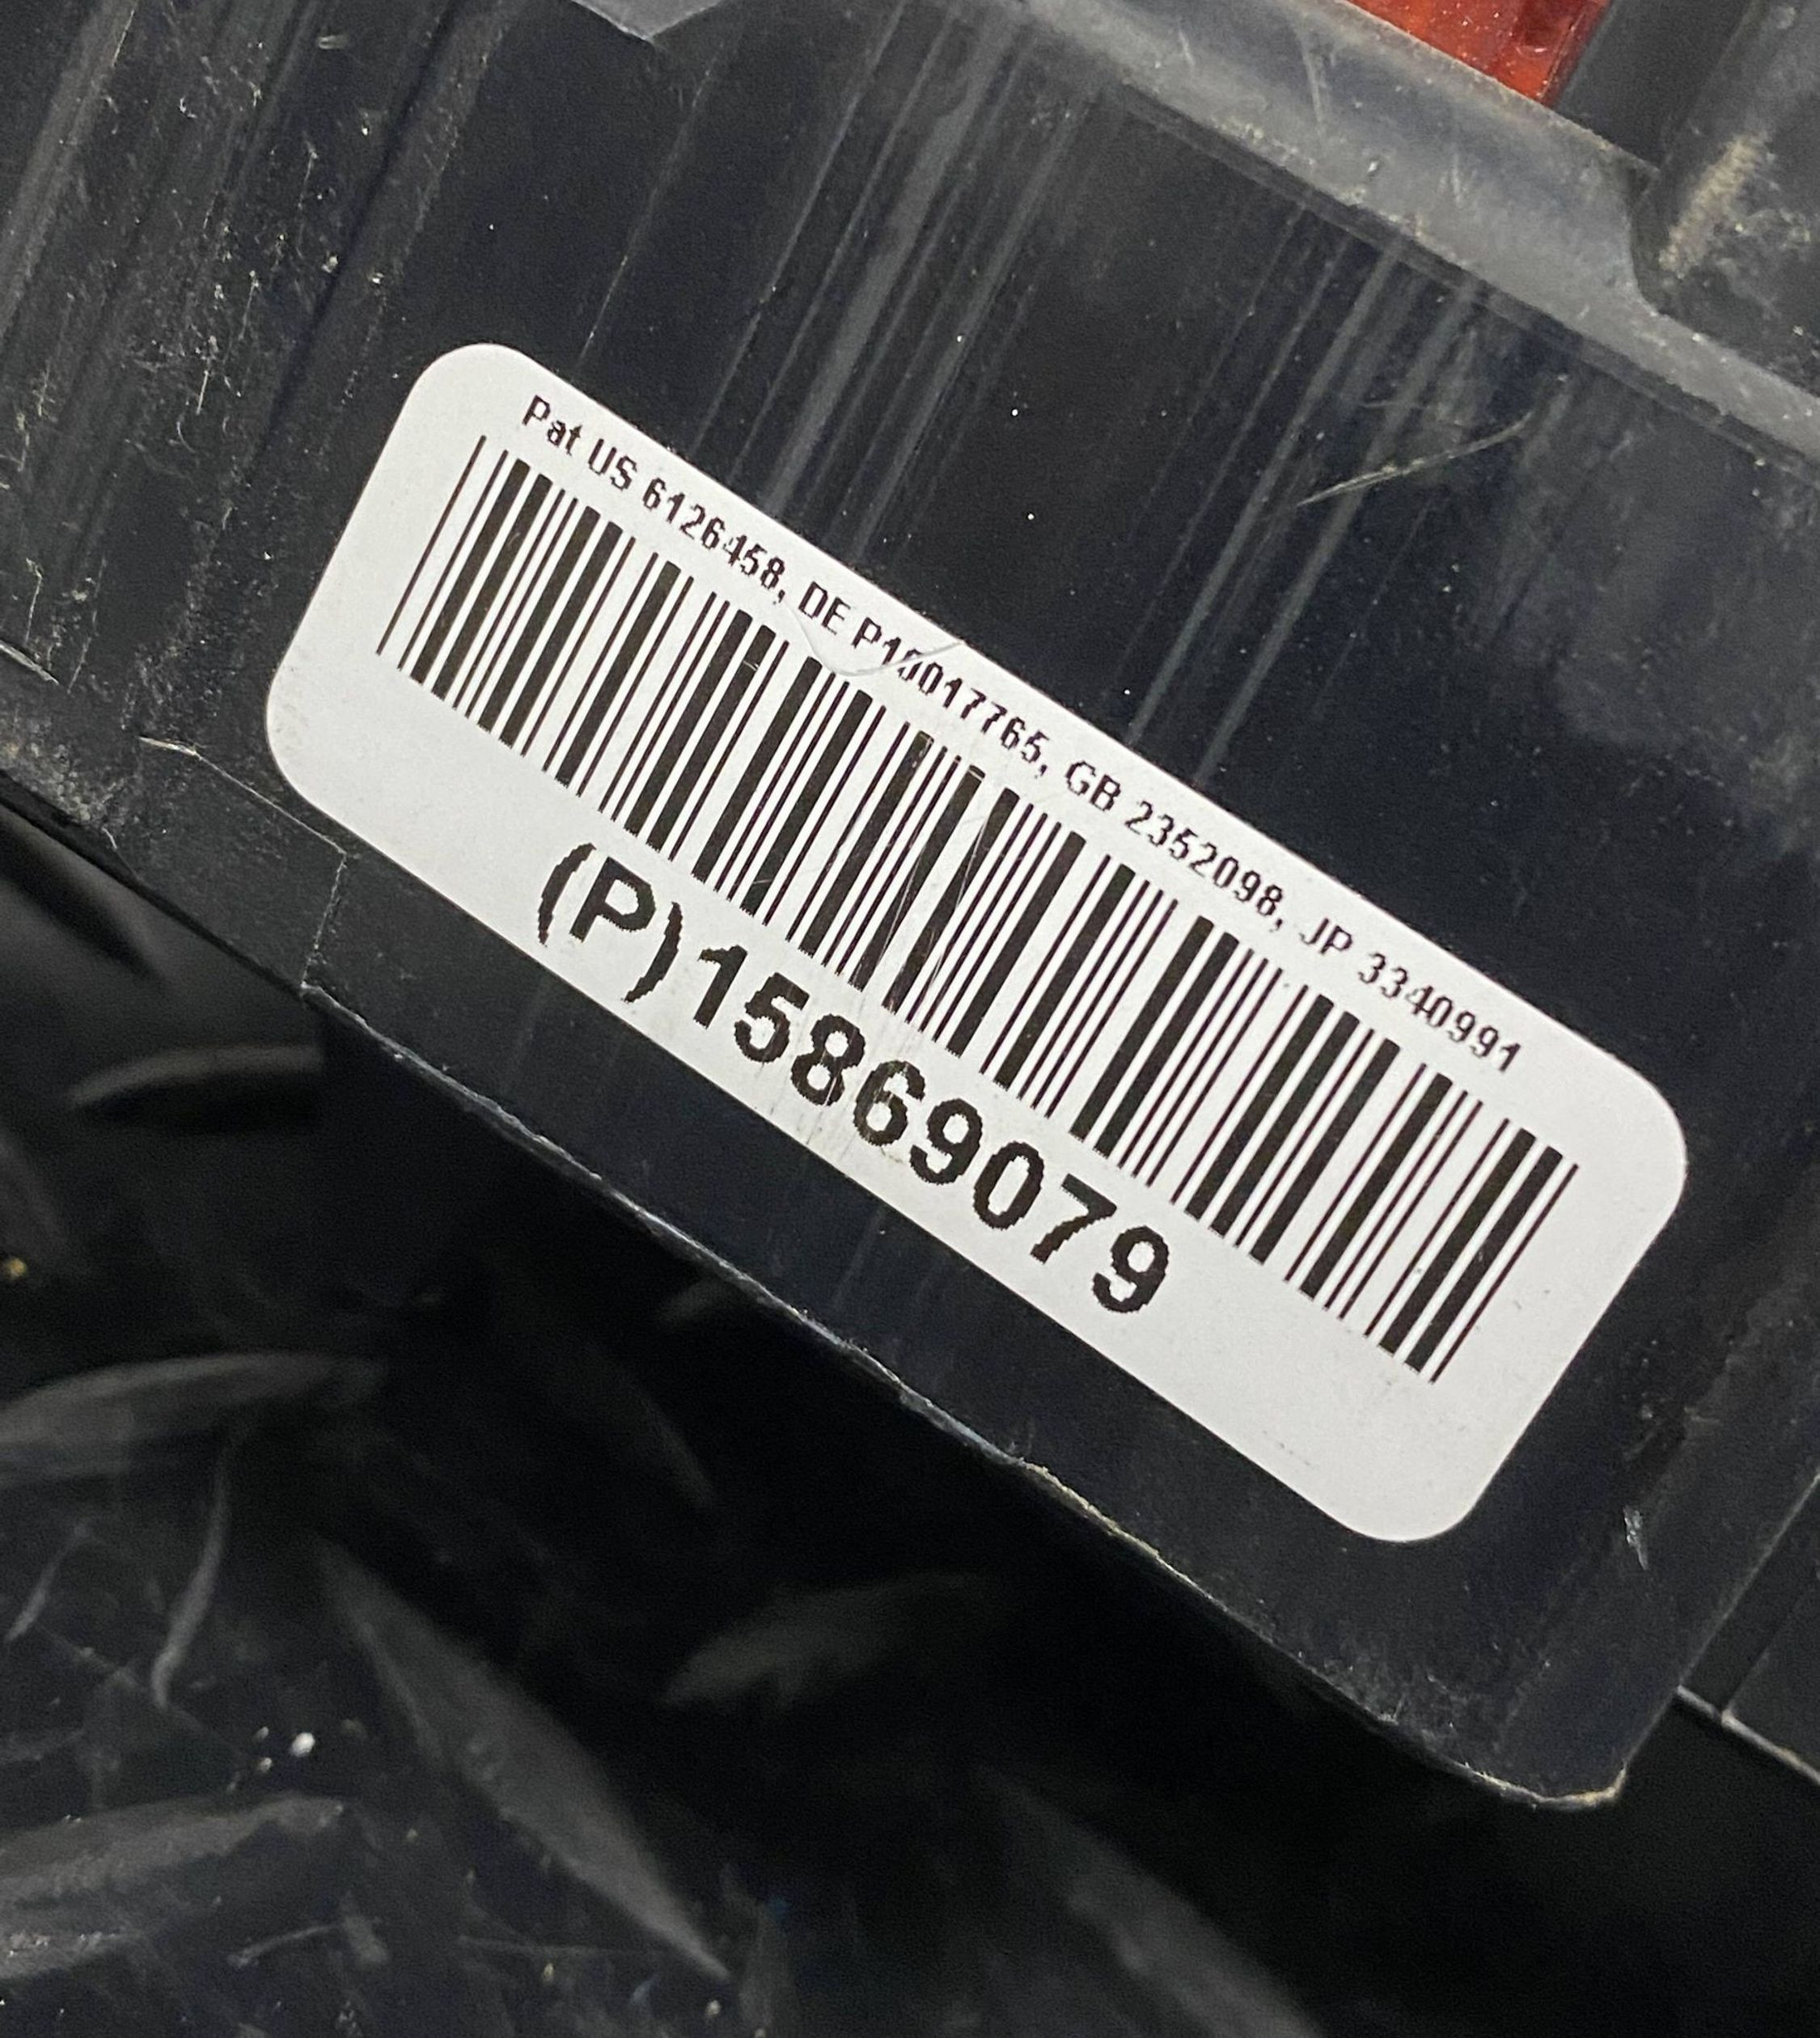 Pat US 6126458, DE P10017765, GB 2352098, JP 3340991
(P)15869079